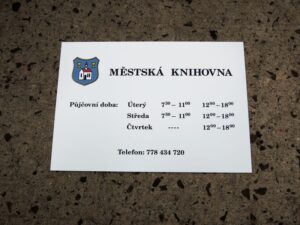 MĚSTSKÁ KNIHOVNA
Půjčovní doba: Úterý 7³⁰ – 11⁰⁰ 12⁰⁰ – 18⁰⁰
Středa 7³⁰ – 11⁰⁰ 12⁰⁰ – 18⁰⁰
Čtvrtek ---- 12⁰⁰ – 18⁰⁰
Telefon: 778 434 720